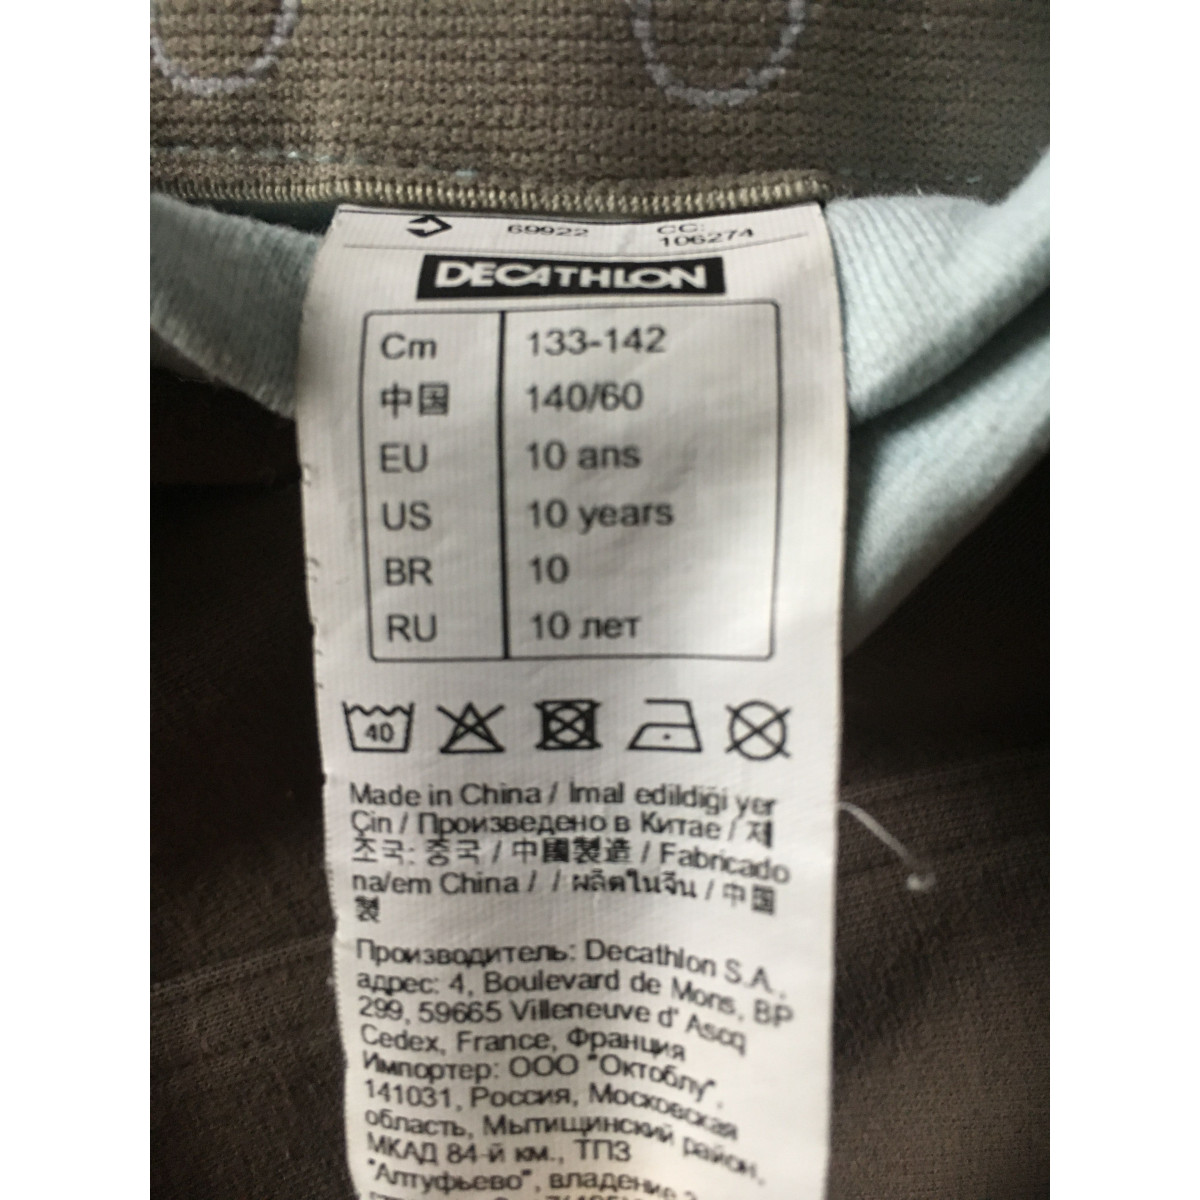 69922 CC:
106274
DECATHLON
Cm 133-142
中国 140/60
EU 10 ans
US 10 years
BR 10
RU 10 лет
40
Made in China / İmal edildiği yer
Çin / Произведено в Китае / 제
조국: 중국 / 中國製造 / Fabricado
na/em China / / ผลิตในจีน / 中国
製
Производитель: Decathlon S.A.,
адрес: 4, Boulevard de Mons, BP
299, 59665 Villeneuve d' Ascq
Cedex, France, Франция
Импортер: ООО "Октоблу",
141031, Россия, Московская
область, Мытищинский район,
МКАД 84-й км., ТПЗ
"Алтуфьево", владение